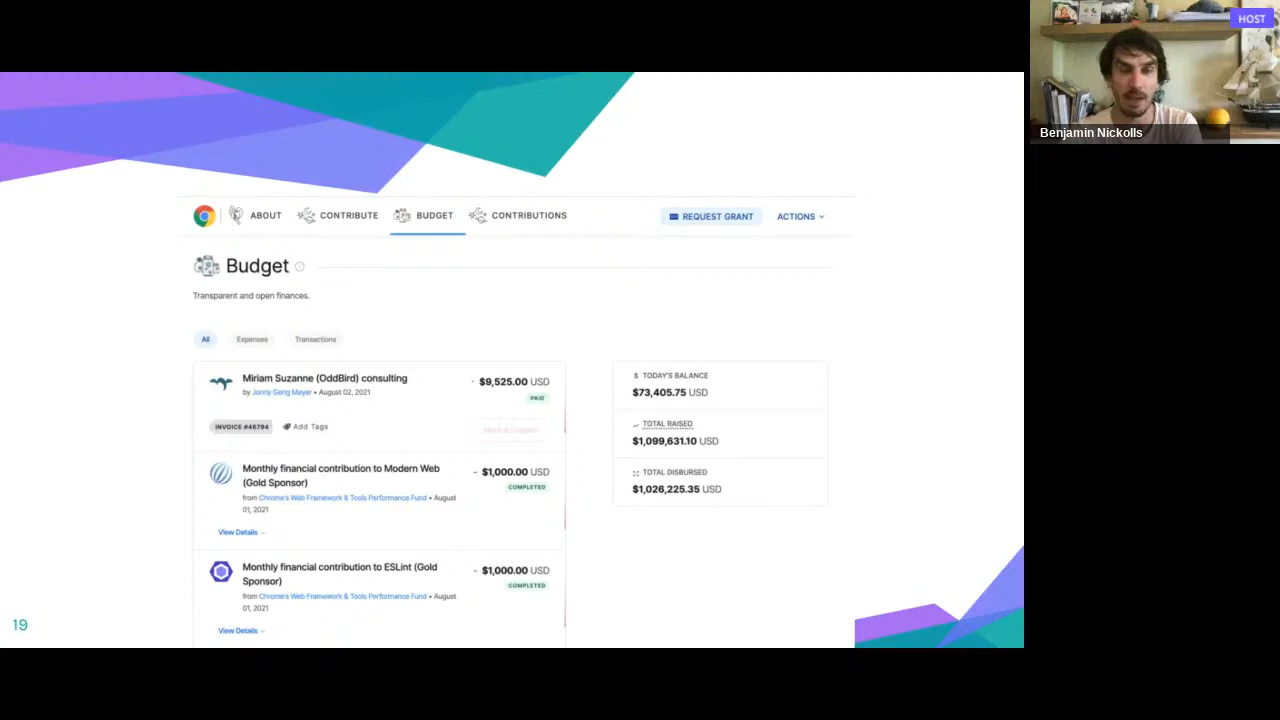 HOST
Benjamin Nickolls
ABOUT
CONTRIBUTE
BUDGET
CONTRIBUTIONS
REQUEST GRANT
ACTIONS
Budget
Transparent and open finances.
All
Expenses
Transactions
Miriam Suzanne (OddBird) consulting
- $9,525.00 USD
by Jonny Gerig Meyer • August 02, 2021
PAID
INVOICE #45794
Add Tags
Monthly financial contribution to Modern Web
(Gold Sponsor)
- $1,000.00 USD
COMPLETED
from Chrome's Web Framework & Tools Performance Fund • August
01, 2021
View Details
Monthly financial contribution to ESLint (Gold
Sponsor)
- $1,000.00 USD
COMPLETED
from Chrome's Web Framework & Tools Performance Fund • August
01, 2021
View Details
$ TODAY'S BALANCE
$73,405.75 USD
TOTAL RAISED
$1,099,631.10 USD
TOTAL DISBURSED
$1,026,225.35 USD
19